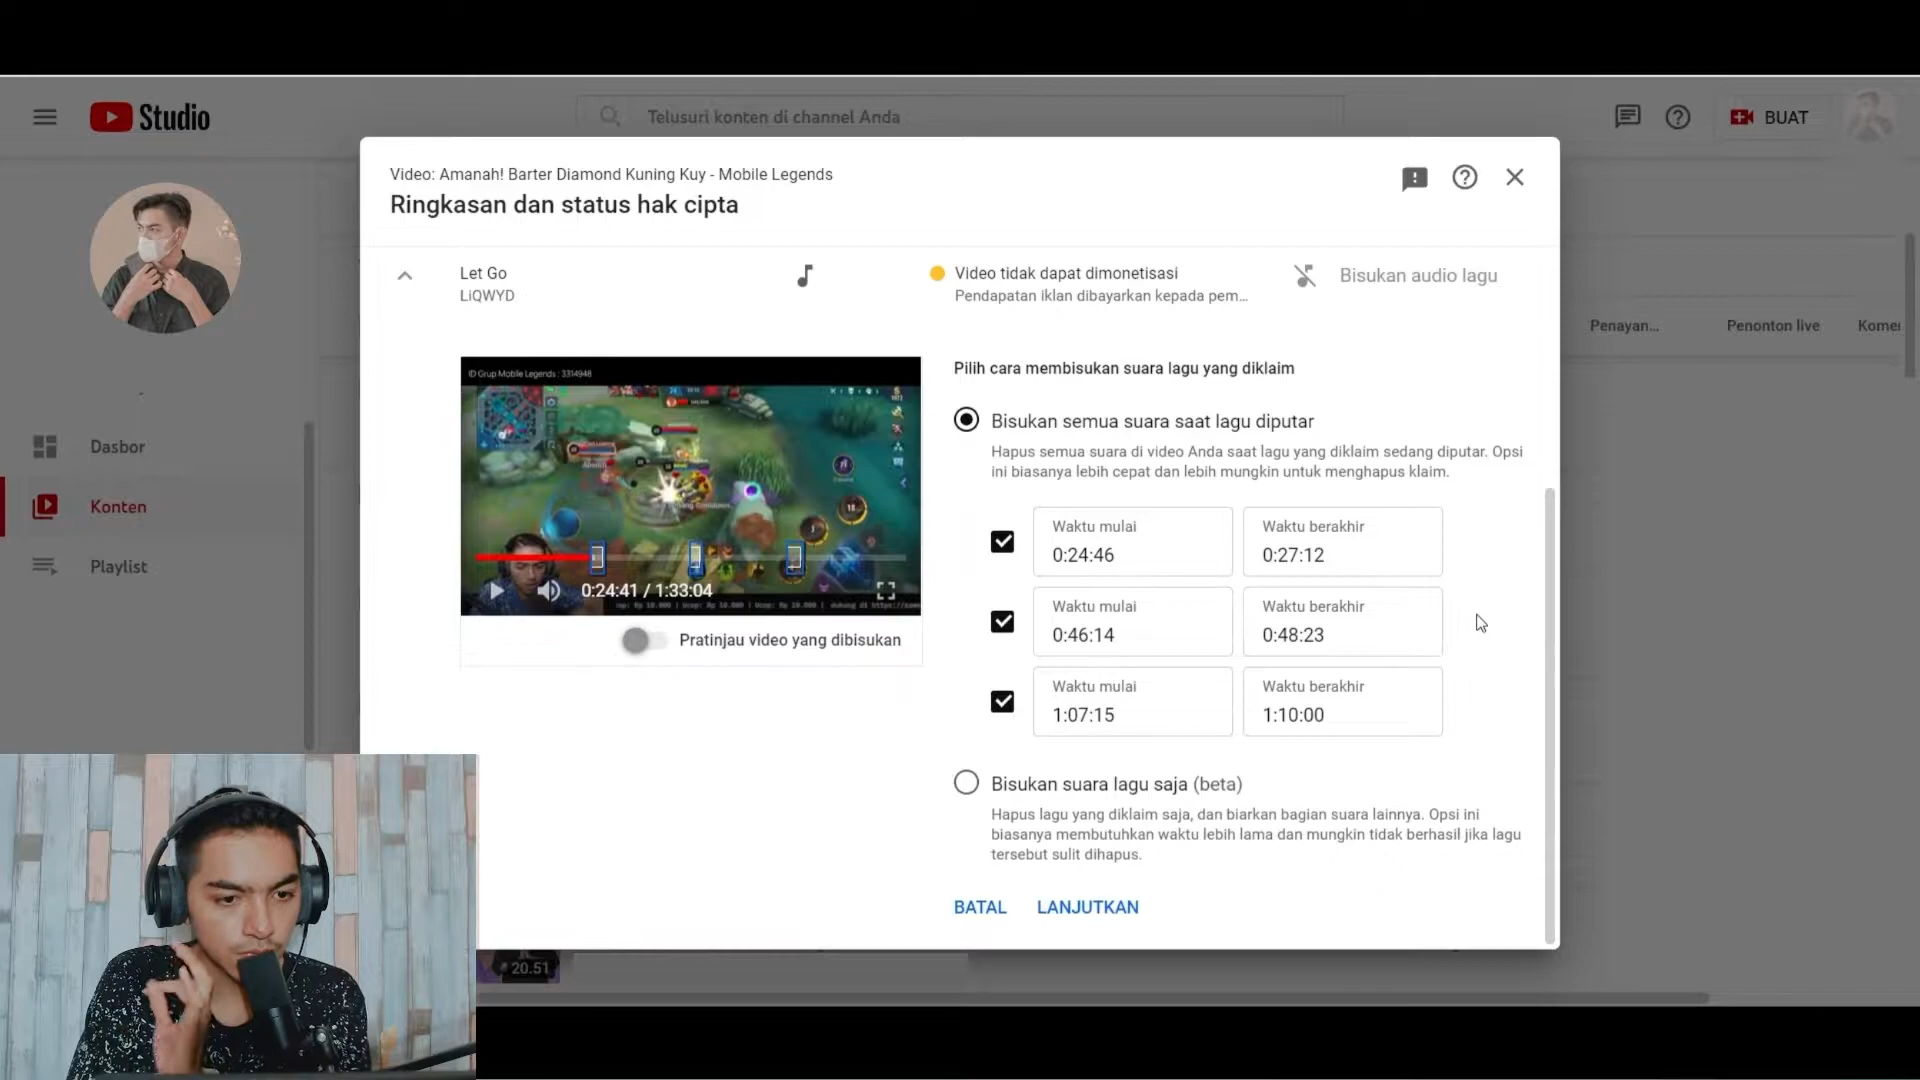 Studio
Telusuri konten di channel Anda
BUAT
Video: Amanah! Barter Diamond Kuning Kuy - Mobile Legends
Ringkasan dan status hak cipta
Let Go
LiQWYD
Video tidak dapat dimonetisasi
Pendapatan iklan dibayarkan kepada pem...
Bisukan audio lagu
Penayan...
Penonton live
Komen
Dasbor
Konten
Playlist
ID Grup Mobile Legends : 3314948
0:24:41 / 1:33:04
Pratinjau video yang dibisukan
Pilih cara membisukan suara lagu yang diklaim
Bisukan semua suara saat lagu diputar
Hapus semua suara di video Anda saat lagu yang diklaim sedang diputar. Opsi
ini biasanya lebih cepat dan lebih mungkin untuk menghapus klaim.
Waktu mulai
0:24:46
Waktu berakhir
0:27:12
Waktu mulai
0:46:14
Waktu berakhir
0:48:23
Waktu mulai
1:07:15
Waktu berakhir
1:10:00
Bisukan suara lagu saja (beta)
Hapus lagu yang diklaim saja, dan biarkan bagian suara lainnya. Opsi ini
biasanya membutuhkan waktu lebih lama dan mungkin tidak berhasil jika lagu
tersebut sulit dihapus.
BATAL
LANJUTKAN
20.51